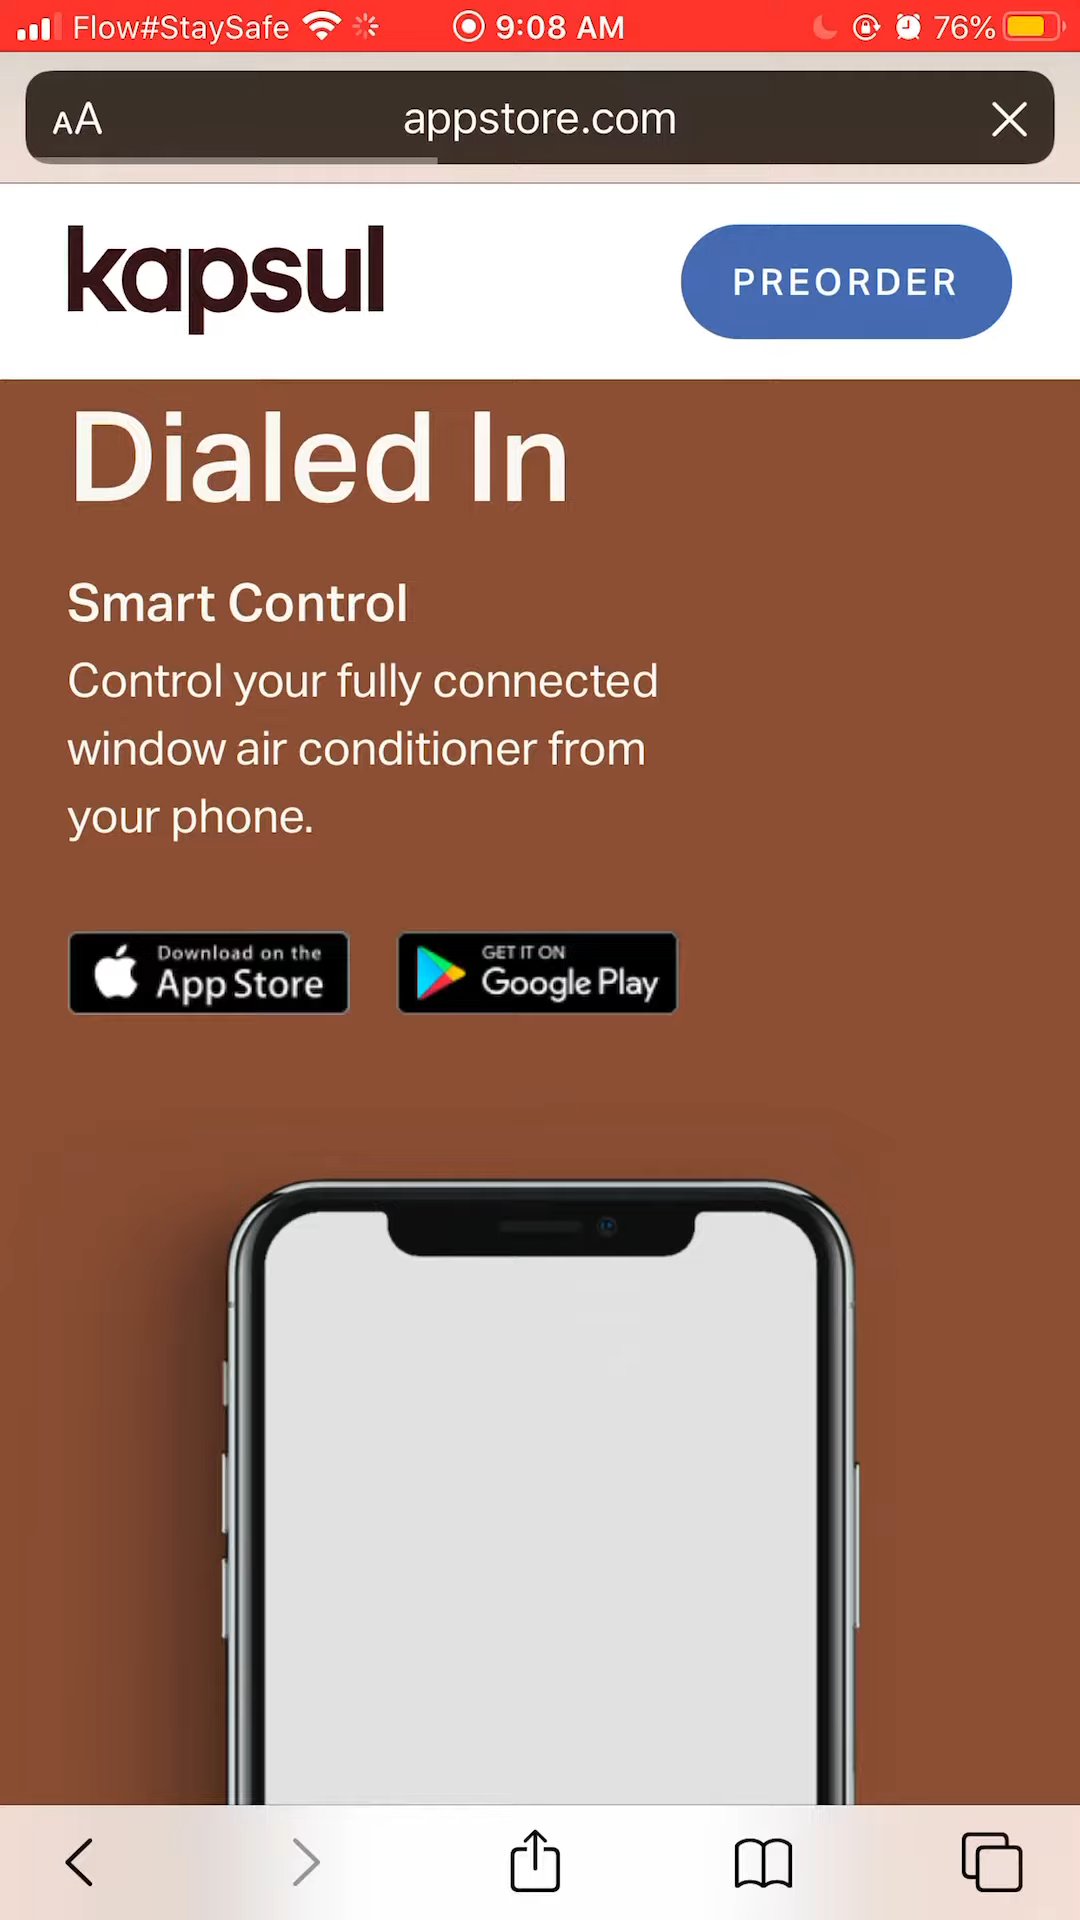 Flow#StaySafe 9:08 AM 76%
AA appstore.com
kapsul PREORDER
Dialed In
Smart Control
Control your fully connected
window air conditioner from
your phone.
Download on the
App Store
GET IT ON
Google Play